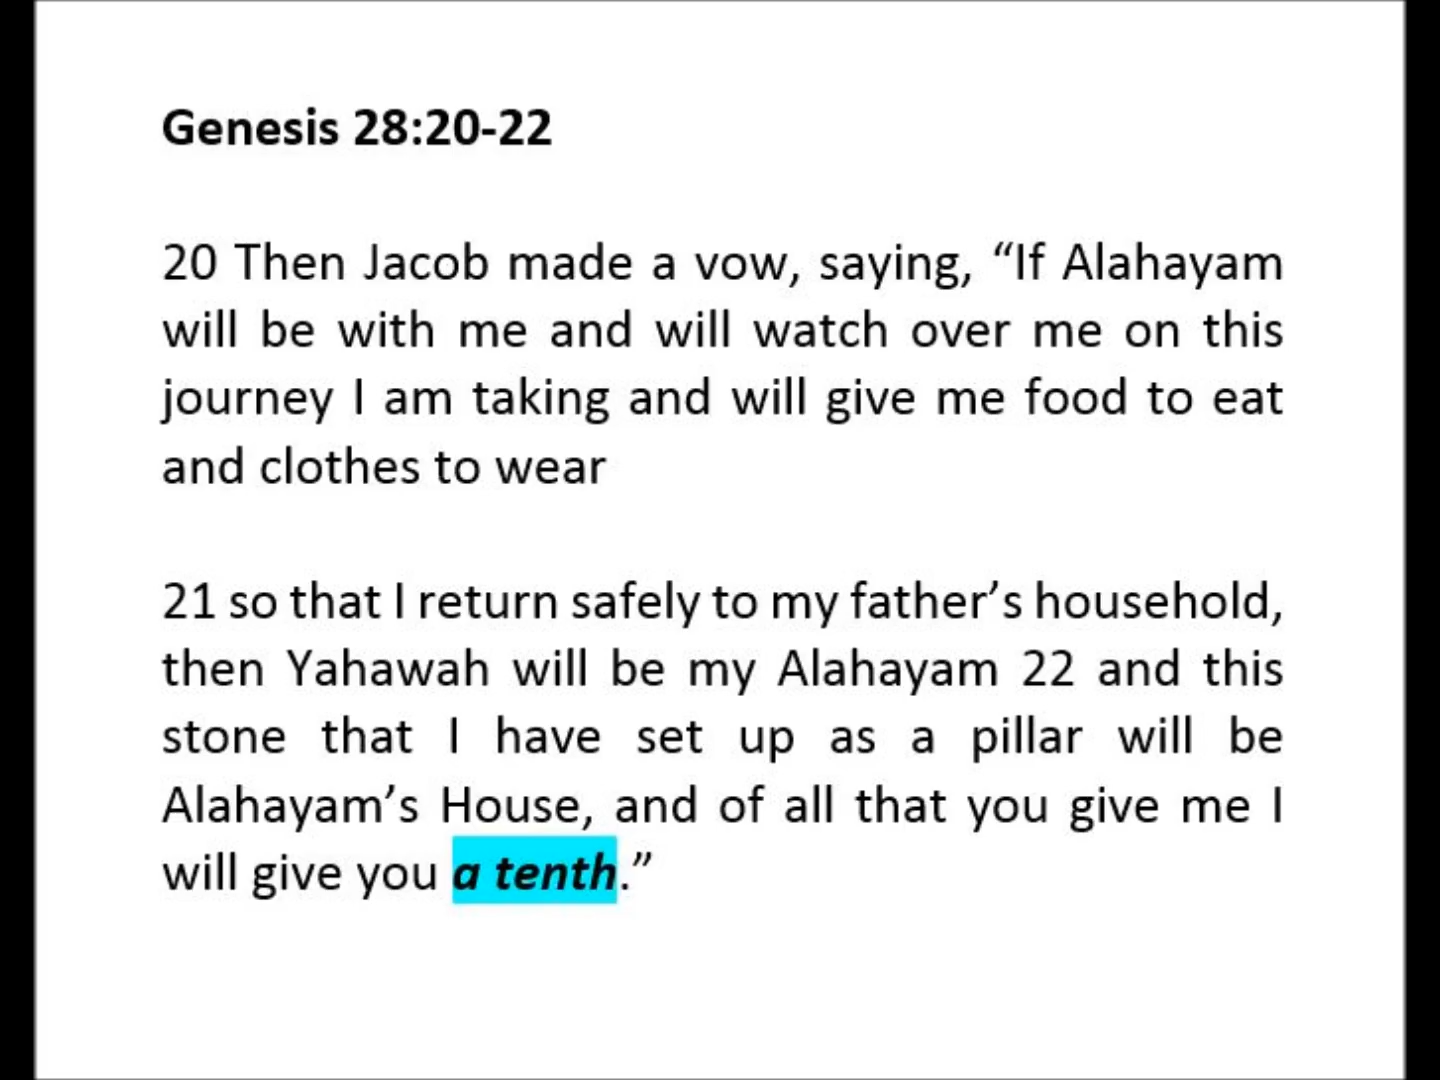 Genesis 28:20-22
20 Then Jacob made a vow, saying, “If Alahayam
will be with me and will watch over me on this
journey I am taking and will give me food to eat
and clothes to wear
21 so that I return safely to my father’s household,
then Yahawah will be my Alahayam 22 and this
stone that I have set up as a pillar will be
Alahayam’s House, and of all that you give me I
will give you a tenth.”